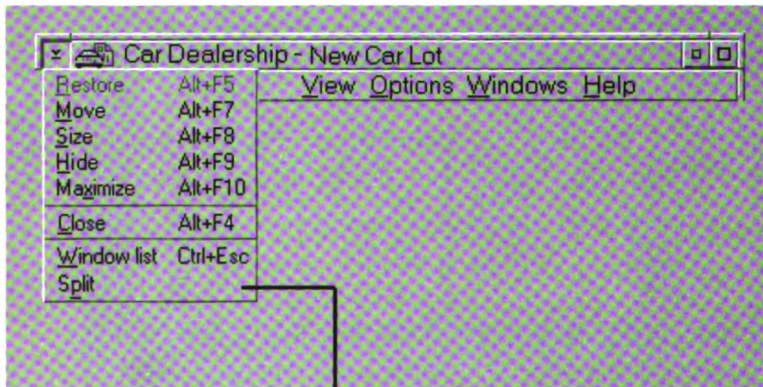 Car Dealership - New Car Lot
View Options Windows Help
Restore Alt+F5
Move Alt+F7
Size Alt+F8
Hide Alt+F9
Maximize Alt+F10
Close Alt+F4
Window list Ctrl+Esc
Split